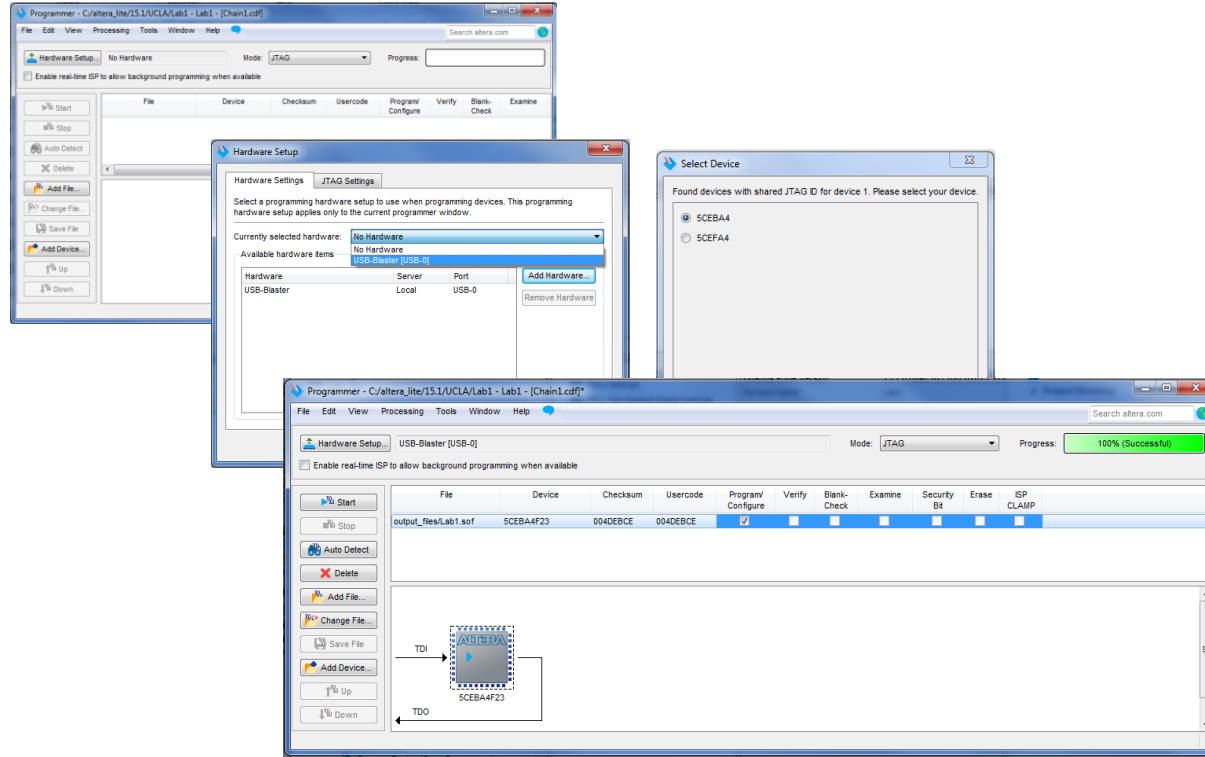 Programmer - C:/altera_lite/15.1/UCLA/Lab1 - Lab1 - [Chain1.cdf]
File Edit View Processing Tools Window Help
Search altera.com
Hardware Setup... No Hardware Mode: JTAG Progress:
Enable real-time ISP to allow background programming when available
File Device Checksum Usercode Program/ Configure Verify Blank- Check Examine
Start
Stop
Auto Detect
Delete
Add File...
Change File...
Save File
Add Device...
Up
Down
Hardware Setup
Hardware Settings JTAG Settings
Select a programming hardware setup to use when programming devices. This programming
hardware setup applies only to the current programmer window.
Currently selected hardware: No Hardware
No Hardware
USB-Blaster [USB-0]
Available hardware items
Hardware Server Port
USB-Blaster Local USB-0
Add Hardware...
Remove Hardware
Select Device
Found devices with shared JTAG ID for device 1. Please select your device.
5CEBA4
5CEFA4
Programmer - C:/altera_lite/15.1/UCLA/Lab1 - Lab1 - [Chain1.cdf]*
File Edit View Processing Tools Window Help
Search altera.com
Hardware Setup... USB-Blaster [USB-0] Mode: JTAG Progress: 100% (Successful)
Enable real-time ISP to allow background programming when available
File Device Checksum Usercode Program/ Configure Verify Blank- Check Examine Security Bit Erase ISP CLAMP
output_files/Lab1.sof 5CEBA4F23 004DEBCE 004DEBCE
Start
Stop
Auto Detect
Delete
Add File...
Change File...
Save File
Add Device...
Up
Down
TDI
ALTERA
5CEBA4F23
TDO